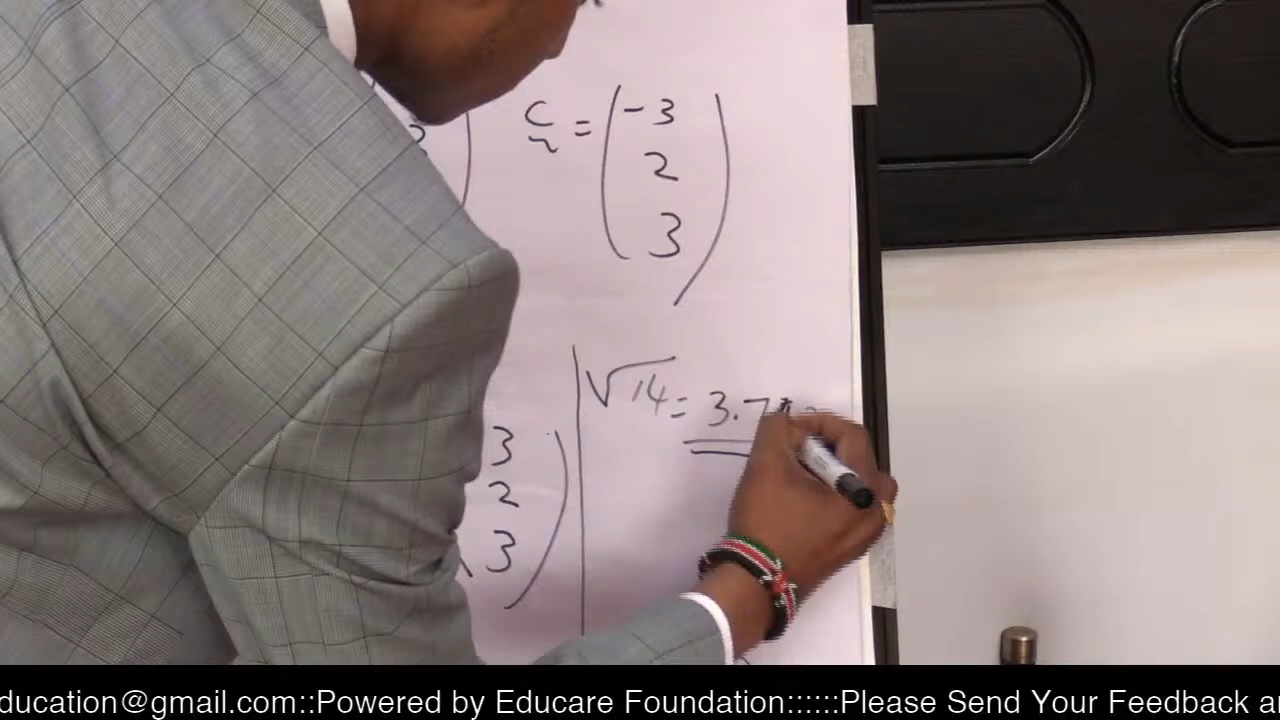 2
C = ( -3
2
3 )
√14 = 3.7
3
2
3 )
ducation@gmail.com::Powered by Educare Foundation::::::Please Send Your Feedback a